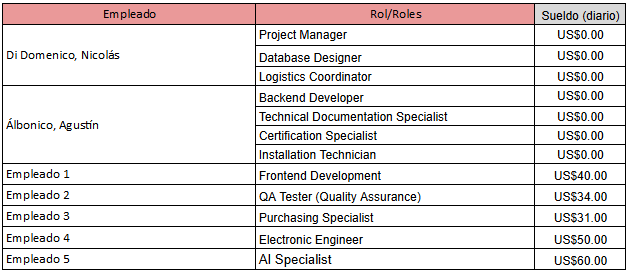 Empleado Rol/Roles Sueldo (diario)
Di Domenico, Nicolás Project Manager US$0.00
Database Designer US$0.00
Logistics Coordinator US$0.00
Álbonico, Agustín Backend Developer US$0.00
Technical Documentation Specialist US$0.00
Certification Specialist US$0.00
Installation Technician US$0.00
Empleado 1 Frontend Development US$40.00
Empleado 2 QA Tester (Quality Assurance) US$34.00
Empleado 3 Purchasing Specialist US$31.00
Empleado 4 Electronic Engineer US$50.00
Empleado 5 AI Specialist US$60.00